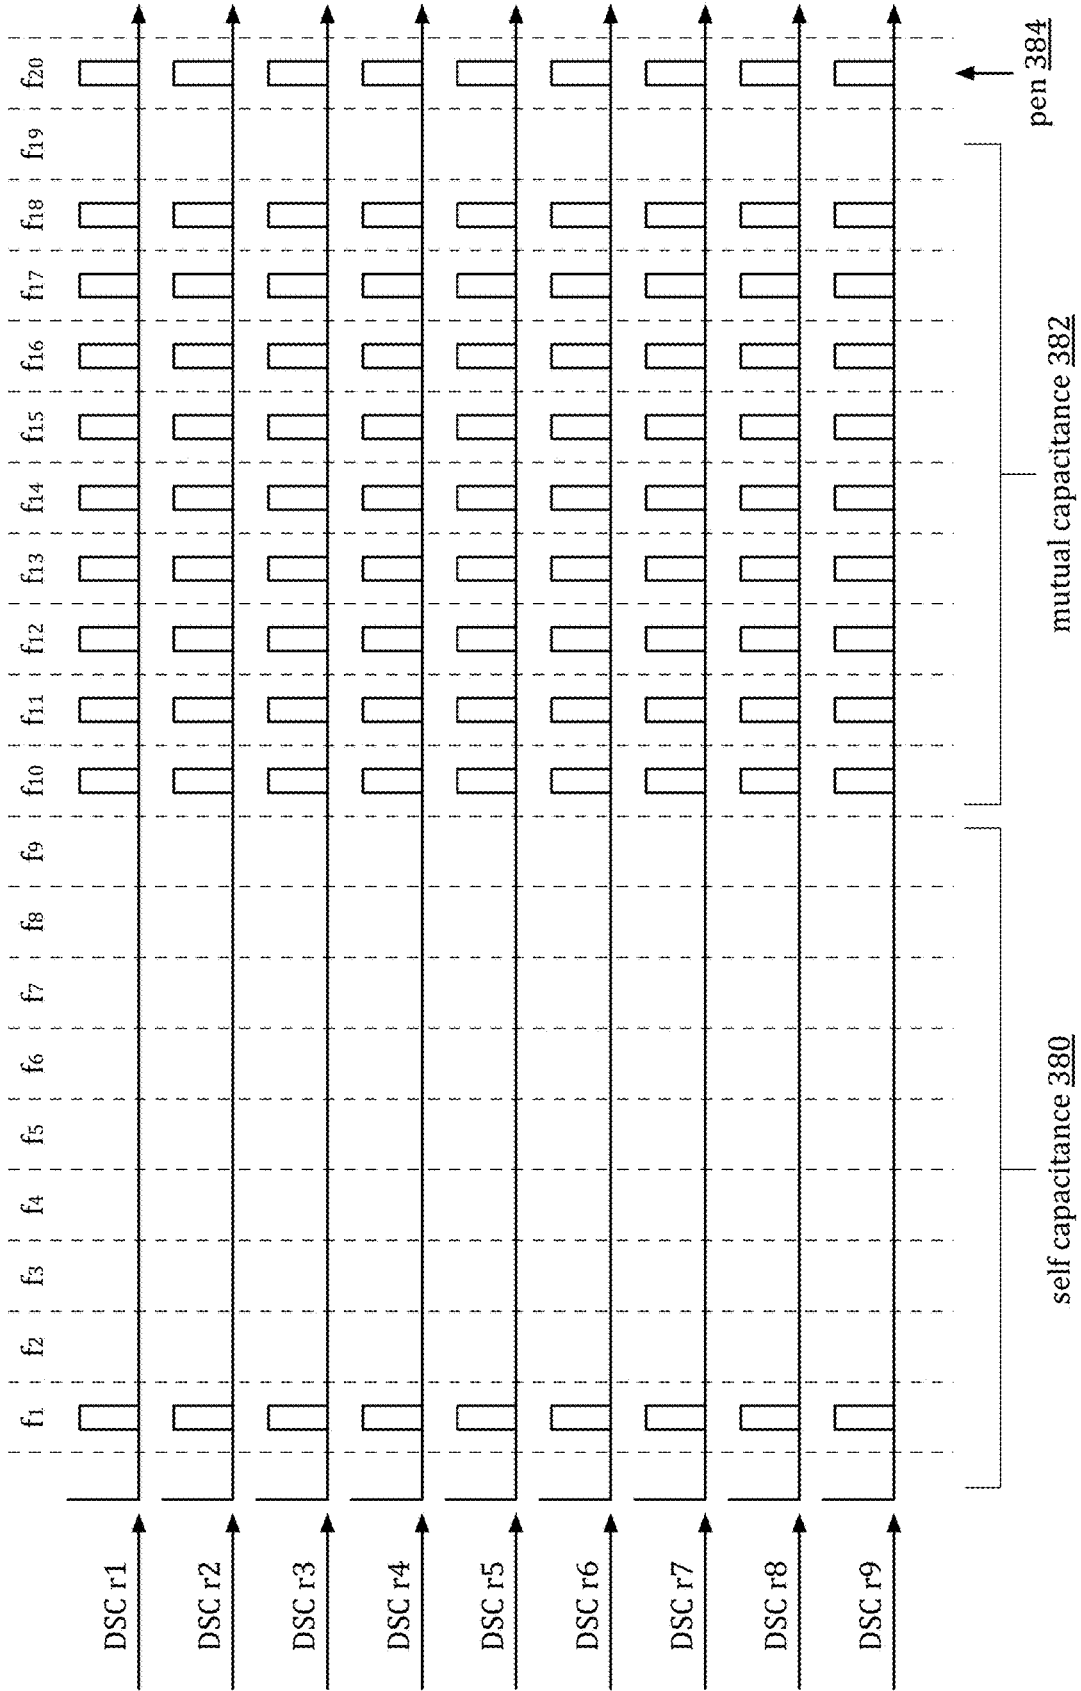 f1 f2 f3 f4 f5 f6 f7 f8 f9 f10 f11 f12 f13 f14 f15 f16 f17 f18 f19 f20
DSC r1
DSC r2
DSC r3
DSC r4
DSC r5
DSC r6
DSC r7
DSC r8
DSC r9
self capacitance 380
mutual capacitance 382
pen 384